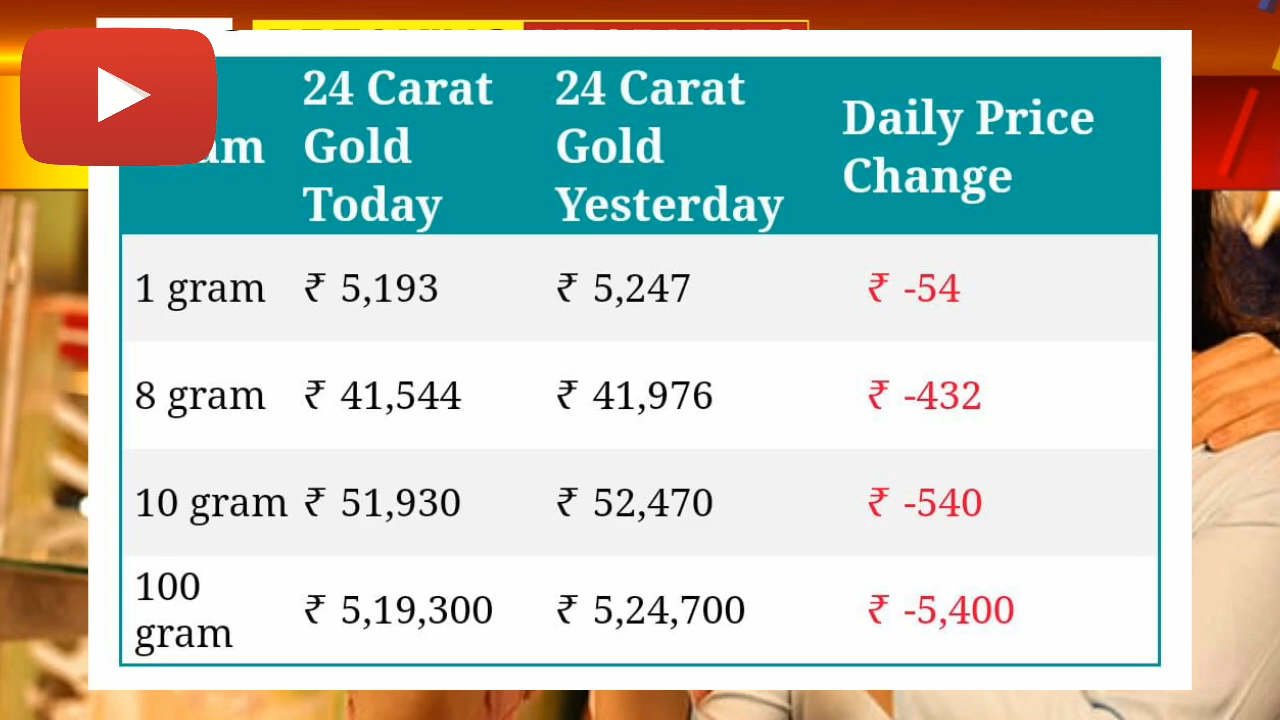 24 Carat Gold Today
24 Carat Gold Yesterday
Daily Price Change
1 gram ₹ 5,193 ₹ 5,247 ₹ -54
8 gram ₹ 41,544 ₹ 41,976 ₹ -432
10 gram ₹ 51,930 ₹ 52,470 ₹ -540
100 gram ₹ 5,19,300 ₹ 5,24,700 ₹ -5,400